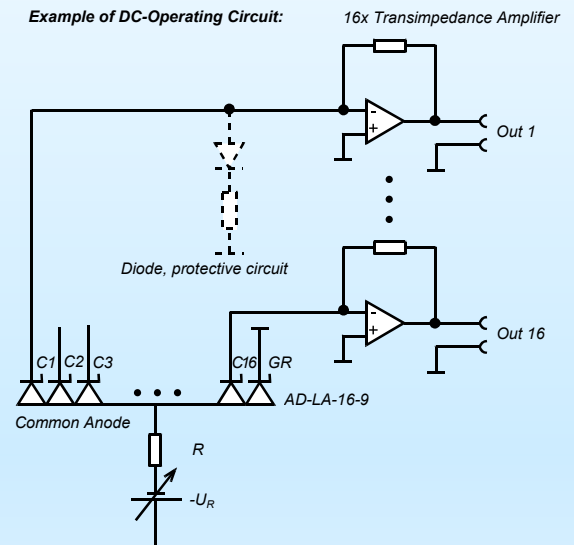 Example of DC-Operating Circuit:
16x Transimpedance Amplifier
-
+
Out 1
Diode, protective circuit
-
+
Out 16
C1 C2 C3 C16 GR
AD-LA-16-9
Common Anode
R
-UR